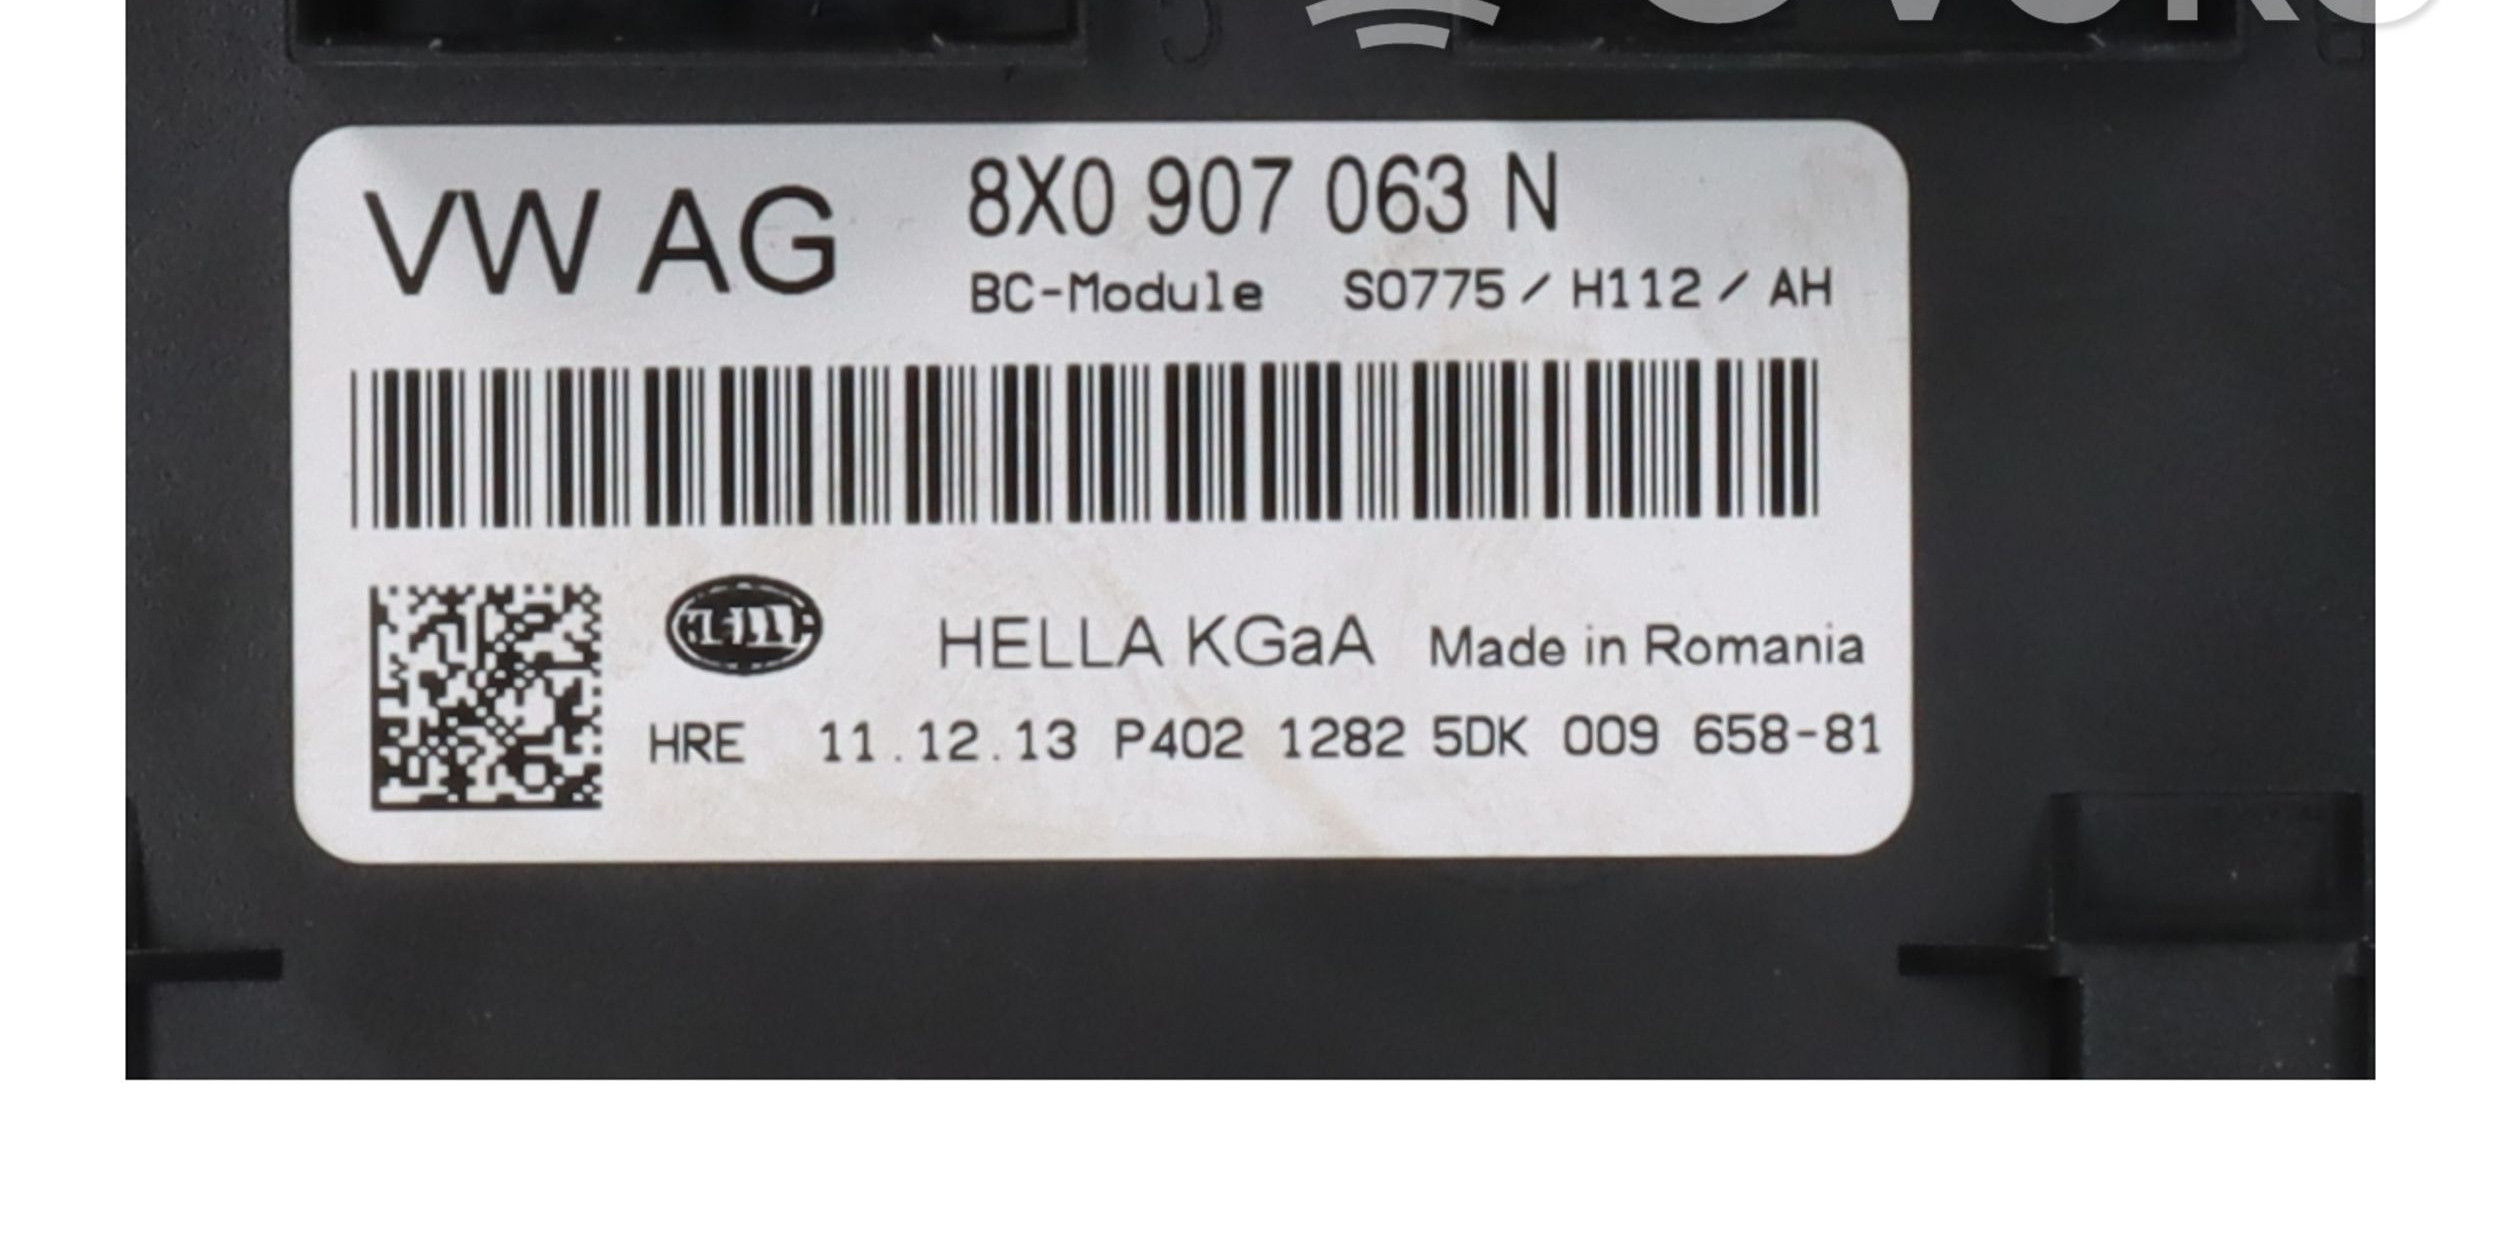 VW AG
8X0 907 063 N
BC-Module S0775 / H112 / AH
HELLA
HELLA KGaA Made in Romania
HRE 11.12.13 P402 1282 5DK 009 658-81